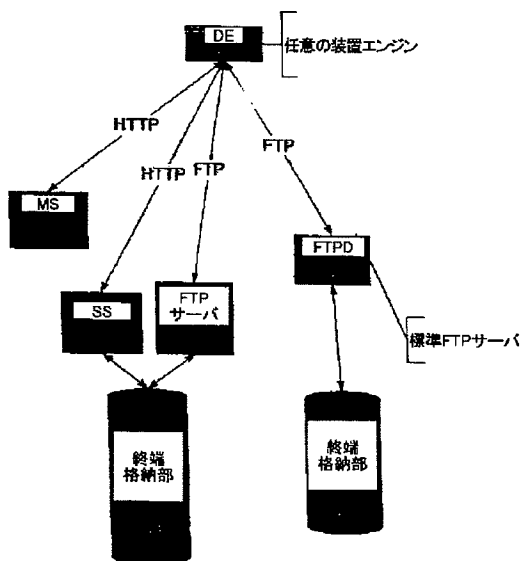 DE
任意の装置エンジン
HTTP
HTTP
FTP
FTP
MS
FTPD
SS
FTP
サーバ
標準FTPサーバ
終端
格納部
終端
格納部